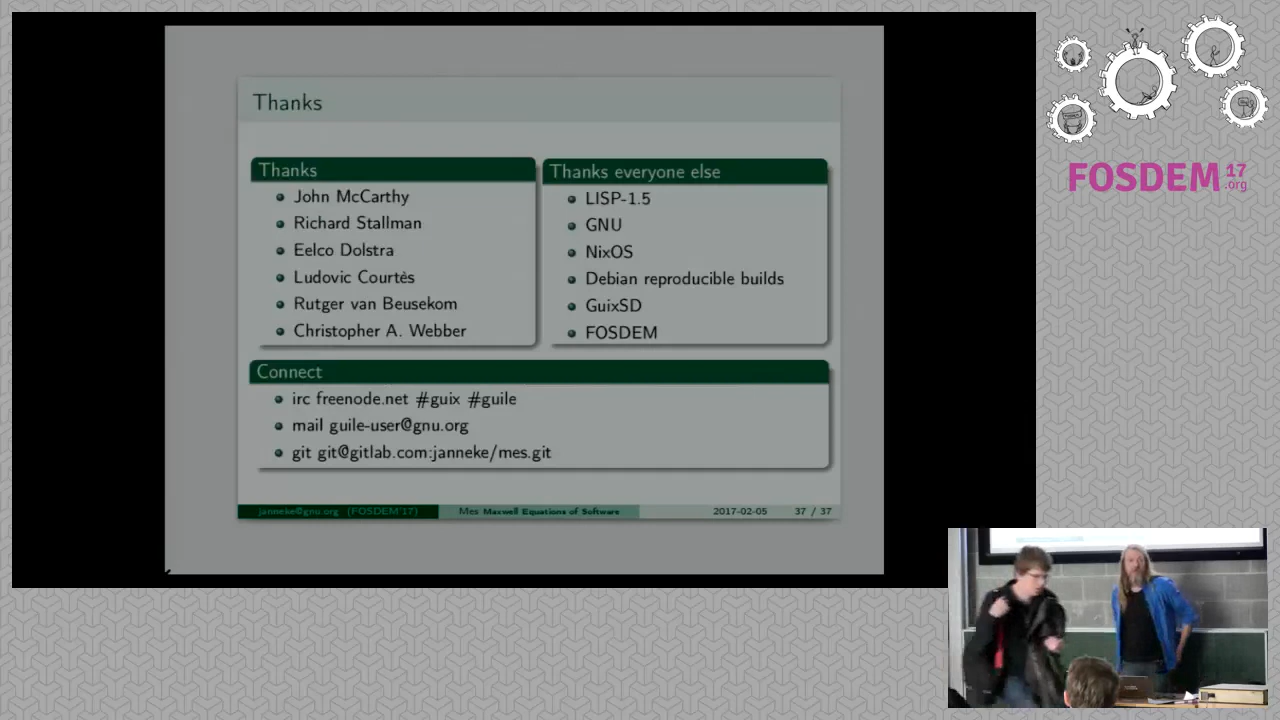 Thanks
Thanks
John McCarthy
Richard Stallman
Eelco Dolstra
Ludovic Courtès
Rutger van Beusekom
Christopher A. Webber
Thanks everyone else
LISP-1.5
GNU
NixOS
Debian reproducible builds
GuixSD
FOSDEM
Connect
irc freenode.net #guix #guile
mail guile-user@gnu.org
git git@gitlab.com:janneke/mes.git
janneke@gnu.org (FOSDEM'17)
Mes Maxwell Equations of Software
2017-02-05
37 / 37
FOSDEM 17
.org